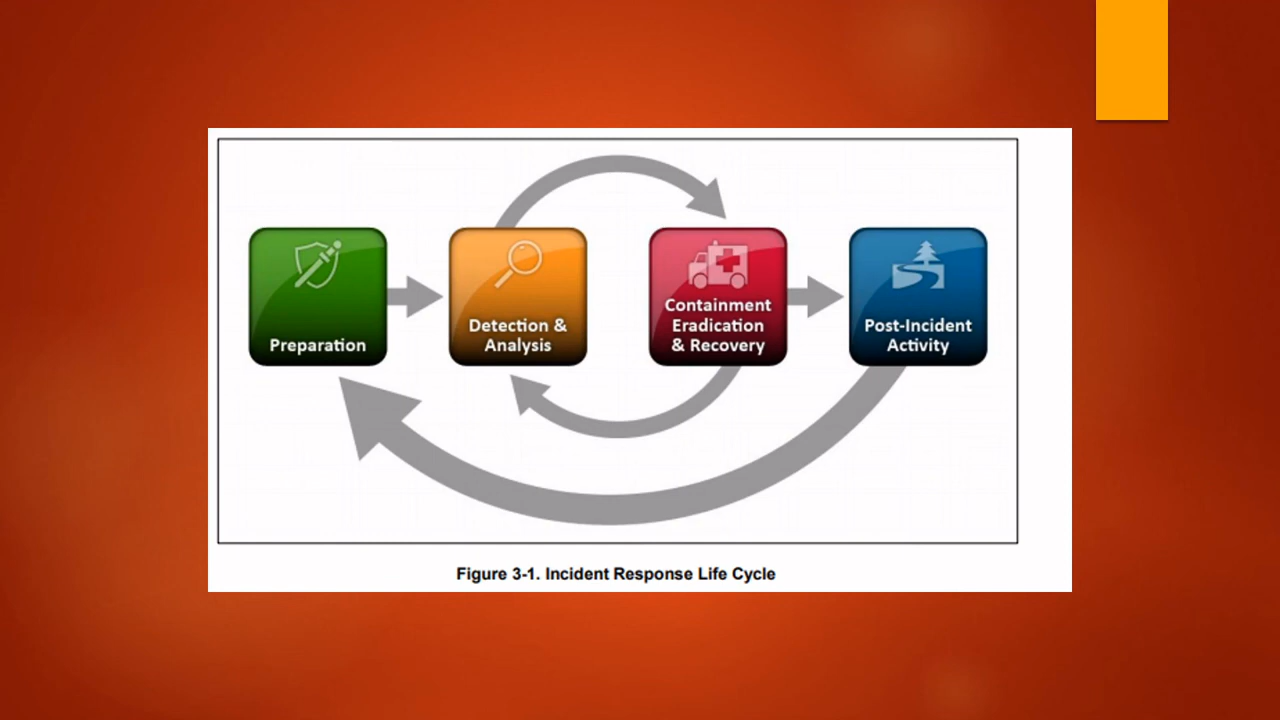 Preparation
Detection &
Analysis
Containment
Eradication
& Recovery
Post-Incident
Activity
Figure 3-1. Incident Response Life Cycle